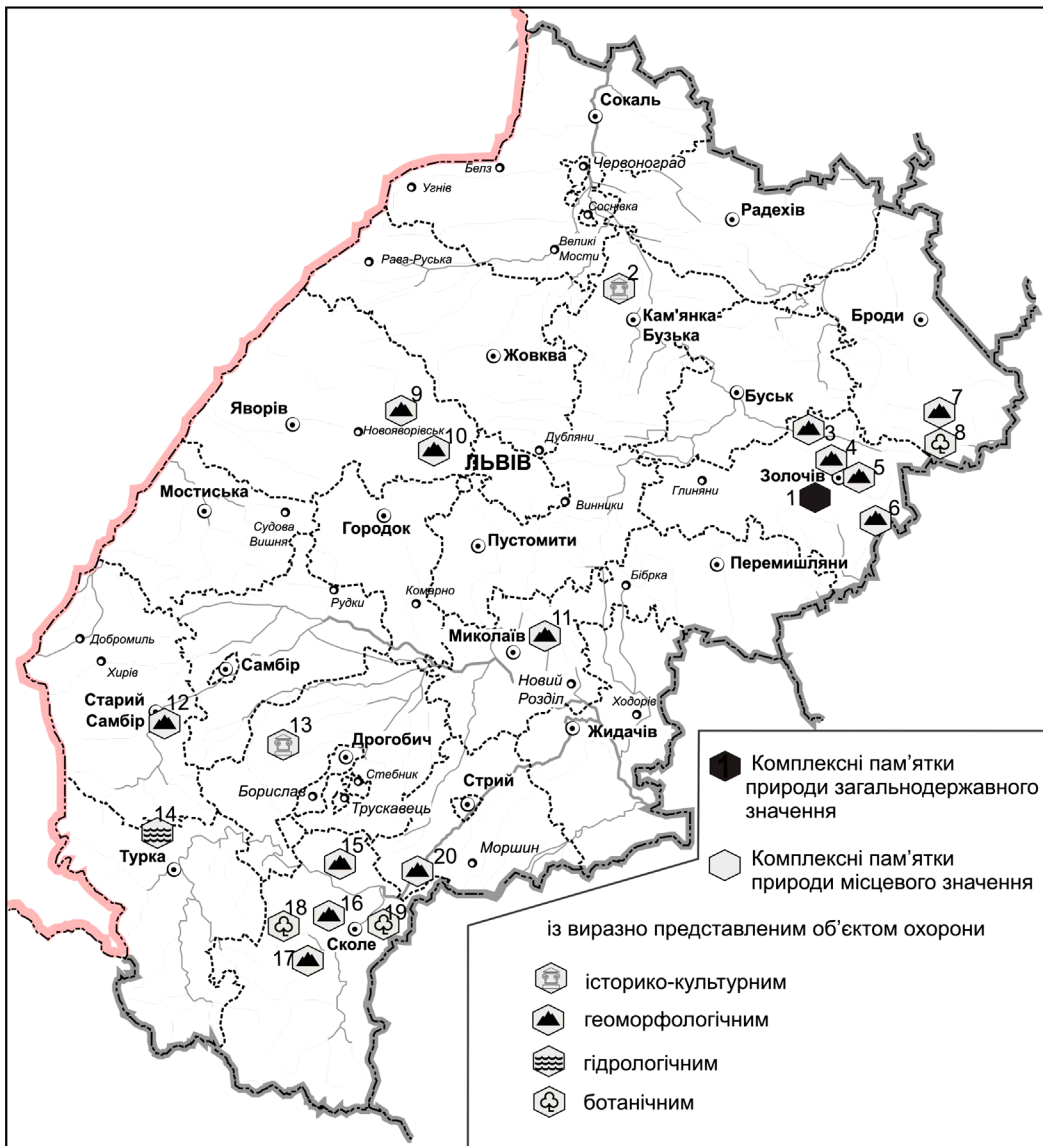 Сокаль
Червоноград
Белз
Угнів
Соснівка
Радехів
Великі
Мости
Рава-Руська
2
Кам'янка-
Бузька
Броди
Жовква
Буськ
9
7
Яворів
Новояворівськ
3
8
10
Дубляни
4
ЛЬВІВ
5
Золочів
Глиняни
1
Мостиська
Винники
6
Судова
Вишня
Городок
Пустомити
Перемишляни
Бібрка
Рудки
Комарно
11
Добромиль
Миколаїв
Хирів
Самбір
Новий
Розділ
Старий
Самбір
12
Ходорів
13
Жидачів
Дрогобич
Стебник
Борислав
Трускавець
Стрий
14
15
Моршин
20
Турка
18
16
19
Сколе
17
1
Комплексні пам’ятки
природи загальнодержавного
значення
Комплексні пам’ятки
природи місцевого значення
із виразно представленим об’єктом охорони
історико-культурним
геоморфологічним
гідрологічним
ботанічним